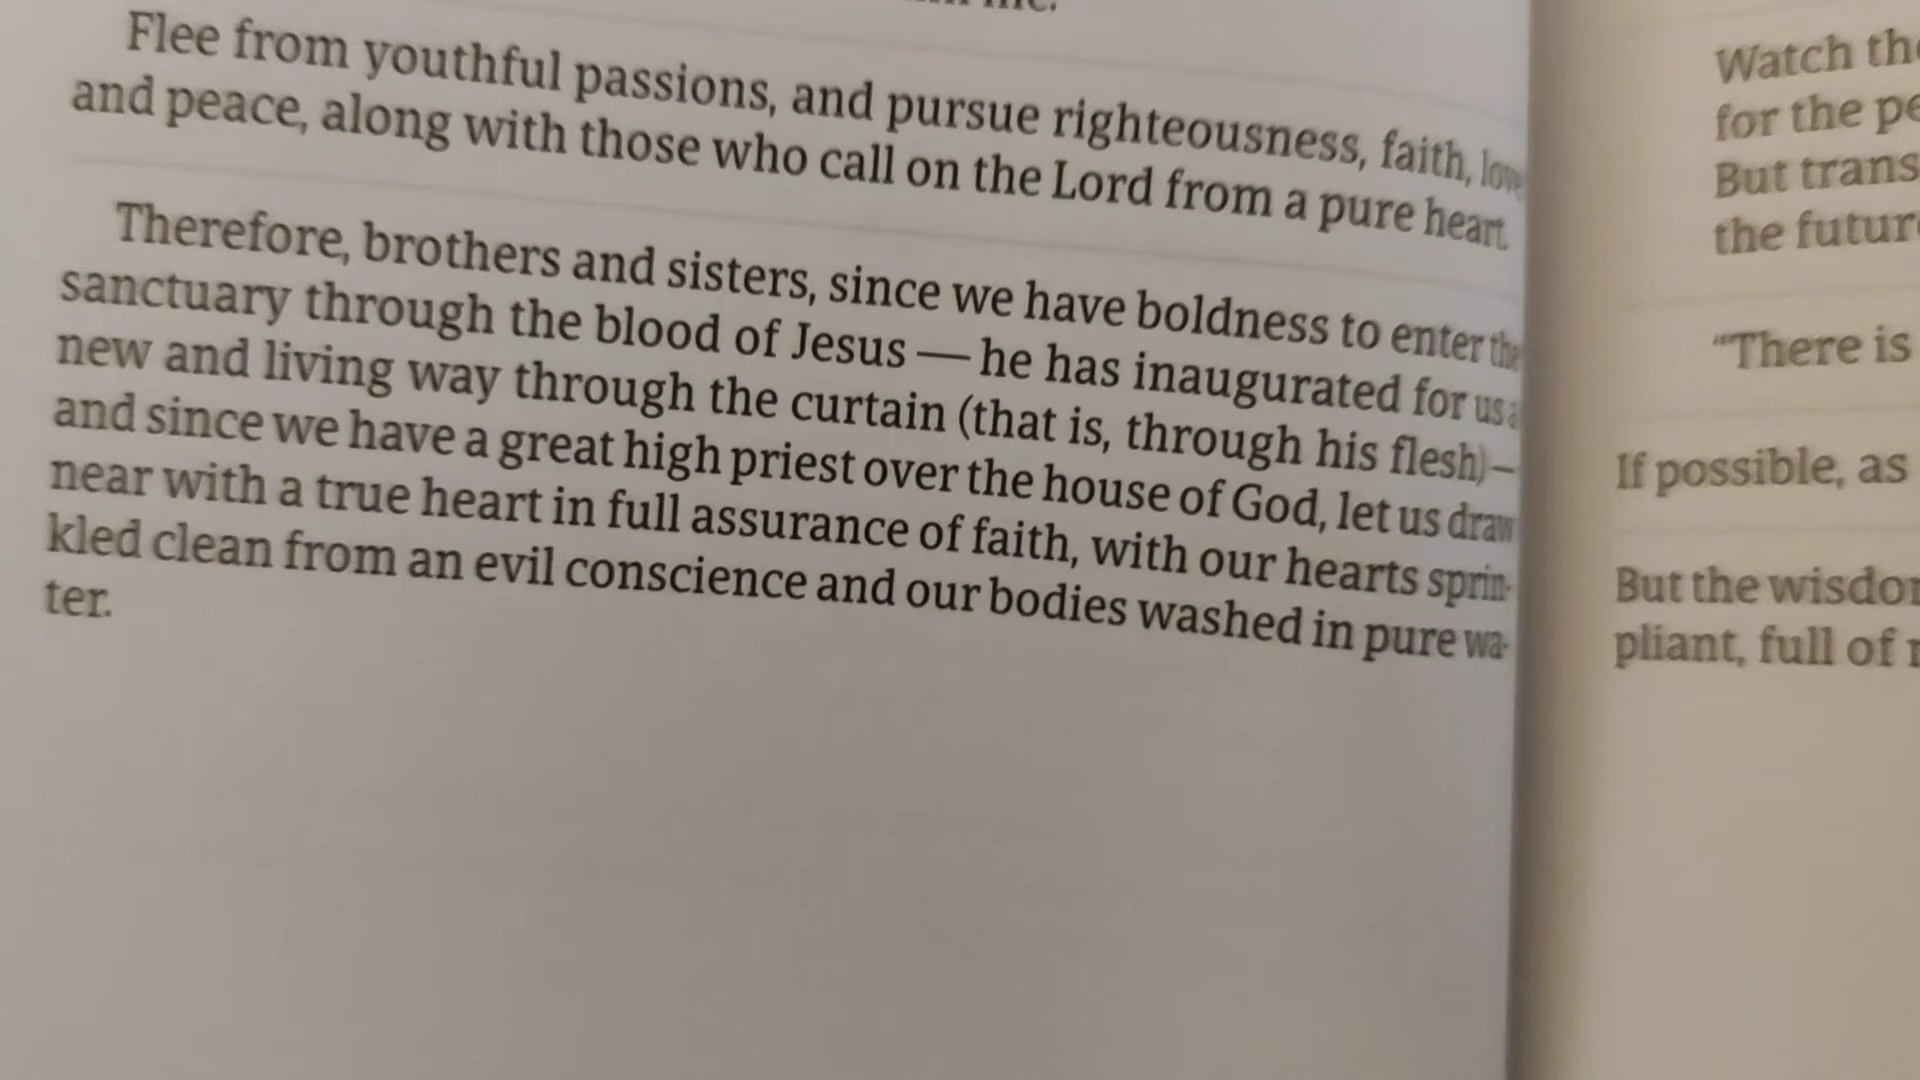 Flee from youthful passions, and pursue righteousness, faith, love,
and peace, along with those who call on the Lord from a pure heart.
Therefore, brothers and sisters, since we have boldness to enter the
sanctuary through the blood of Jesus — he has inaugurated for us a
new and living way through the curtain (that is, through his flesh) —
and since we have a great high priest over the house of God, let us draw
near with a true heart in full assurance of faith, with our hearts sprin-
kled clean from an evil conscience and our bodies washed in pure wa-
ter.
Watch the
for the pe
But trans
the future
“There is
If possible, as
But the wisdom
pliant, full of